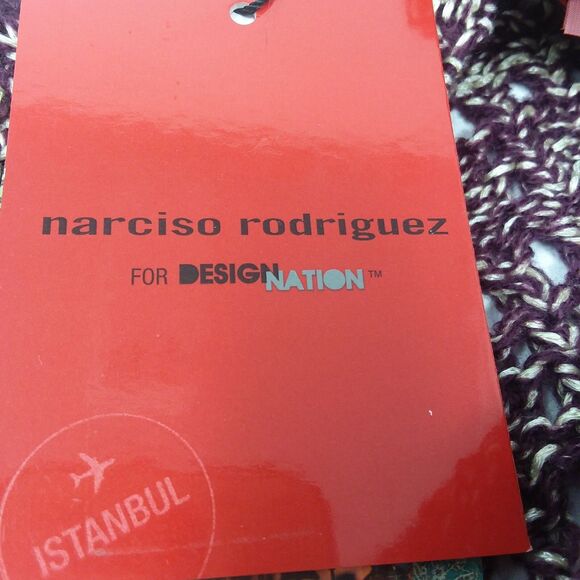 narciso rodriguez
FOR DESIGNNATION™
ISTANBUL